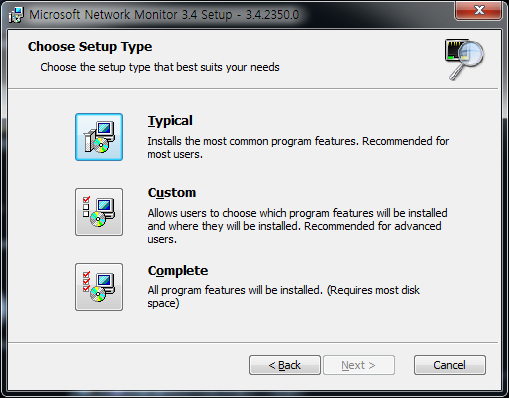 Microsoft Network Monitor 3.4 Setup - 3.4.2350.0
Choose Setup Type
Choose the setup type that best suits your needs
Typical
Installs the most common program features. Recommended for
most users.
Custom
Allows users to choose which program features will be installed
and where they will be installed. Recommended for advanced
users.
Complete
All program features will be installed. (Requires most disk
space)
< Back
Next >
Cancel